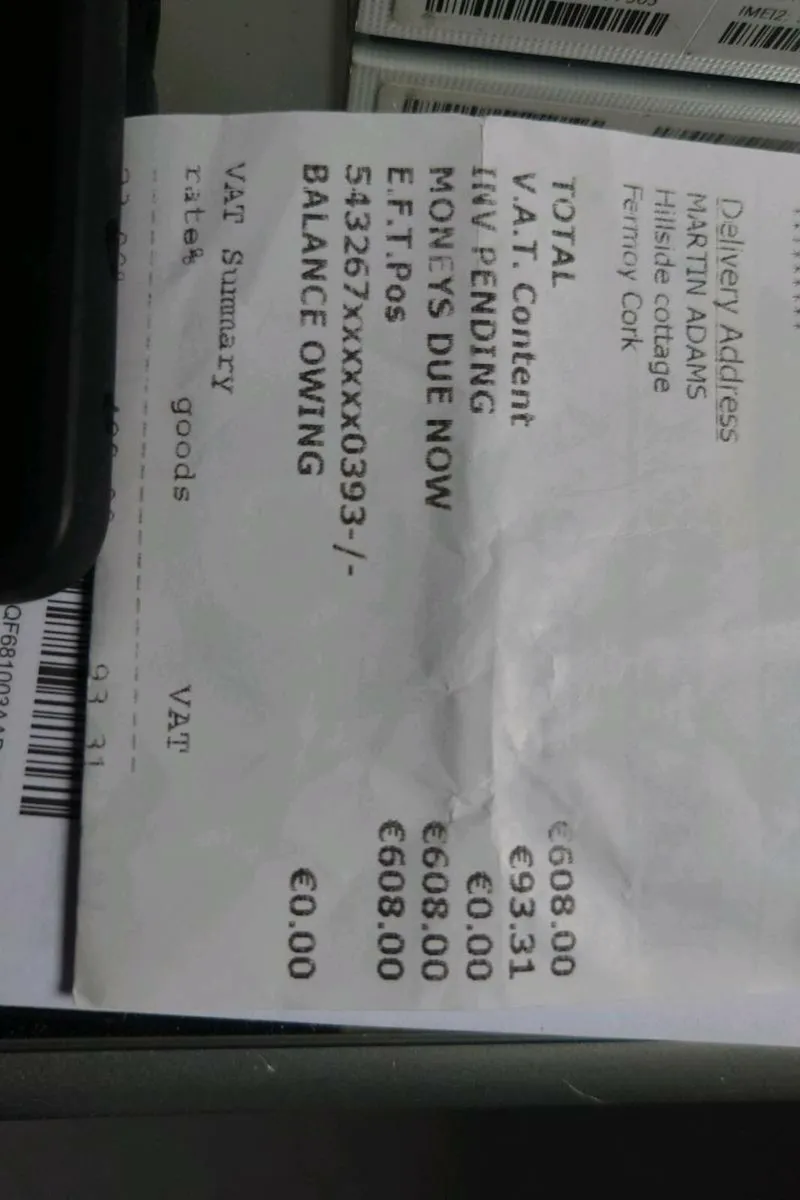 IMEI2
Delivery Address
MARTIN ADAMS
Hillside cottage
Fermoy Cork
TOTAL €608.00
V.A.T. Content €93.31
INV PENDING €0.00
MONEYS DUE NOW €608.00
E.F.T.Pos €608.00
543267xxxxxx0393-/-
BALANCE OWING €0.00
VAT Summary
rate% goods VAT
93.31